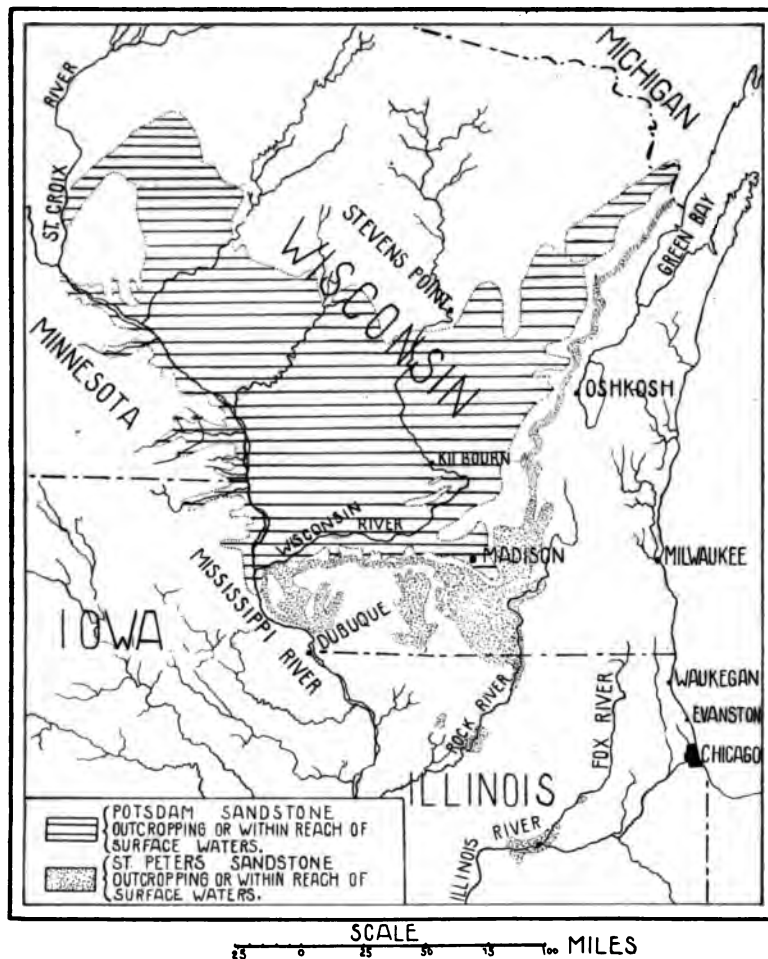 MICHIGAN
RIVER
ST. CROIX
GREEN BAY
STEVENS POINT
WISCONSIN
MINNESOTA
OSHKOSH
KILBOURN
WISCONSIN
RIVER
MADISON
MILWAUKEE
MISSISSIPPI RIVER
IOWA
DUBUQUE
WAUKEGAN
EVANSTON
CHICAGO
ROCK RIVER
FOX RIVER
ILLINOIS
ILLINOIS RIVER
POTSDAM SANDSTONE
OUTCROPPING OR WITHIN REACH OF
SURFACE WATERS.
ST. PETERS SANDSTONE
OUTCROPPING OR WITHIN REACH OF
SURFACE WATERS.
SCALE
25 0 25 50 75 100 MILES